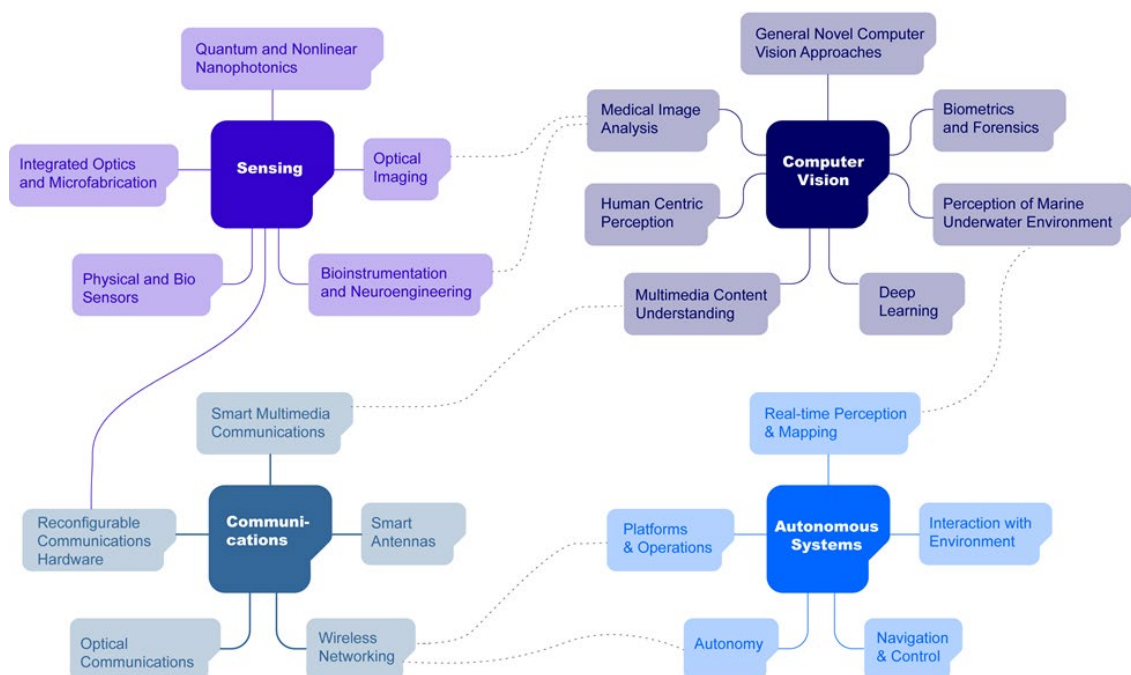 Quantum and Nonlinear
Nanophotonics
Sensing
Integrated Optics
and Microfabrication
Optical
Imaging
Physical and Bio
Sensors
Bioinstrumentation
and Neuroengineering
General Novel Computer
Vision Approaches
Medical Image
Analysis
Biometrics
and Forensics
Computer
Vision
Human Centric
Perception
Perception of Marine
Underwater Environment
Multimedia Content
Understanding
Deep
Learning
Smart Multimedia
Communications
Reconfigurable
Communications
Hardware
Communi-
cations
Smart
Antennas
Optical
Communications
Wireless
Networking
Real-time Perception
& Mapping
Platforms
& Operations
Autonomous
Systems
Interaction with
Environment
Autonomy
Navigation
& Control